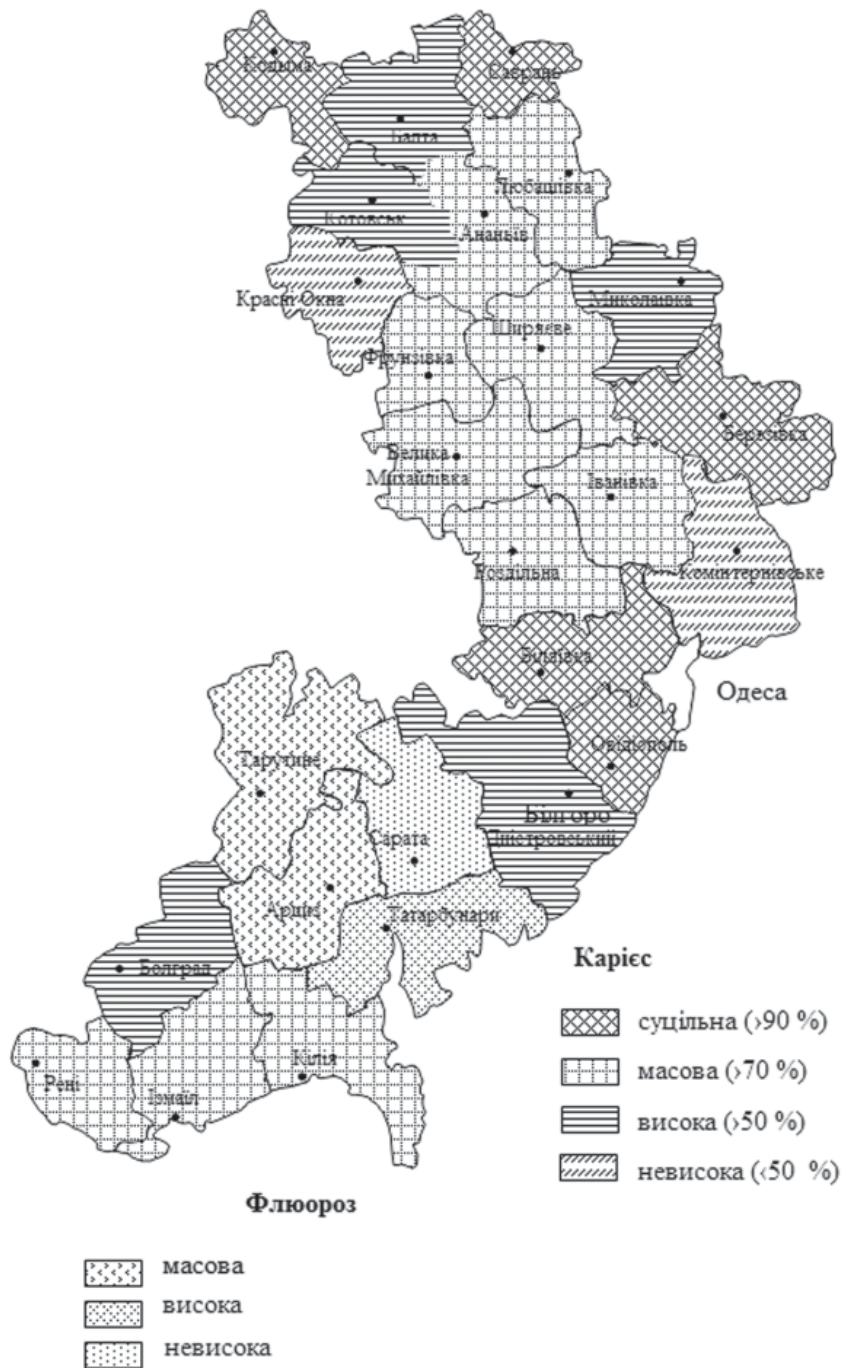 Кодыма
Саврань
Балта
Любашівка
Котовськ
Ананьїв
Красні Окна
Миколаївка
Ширяєве
Фрунзівка
Березівка
Велика
Михайлівка
Іванівка
Роздільна
Комінтернівське
Біляївка
Одеса
Овідіополь
Тарутине
Білгоро
Дністровський
Сарата
Арциз
Татарбунари
Болград
Кілія
Рені
Ізмаїл
Карієс
суцільна (›90 %)
масова (›70 %)
висока (›50 %)
невисока (‹50 %)
Флюороз
масова
висока
невисока